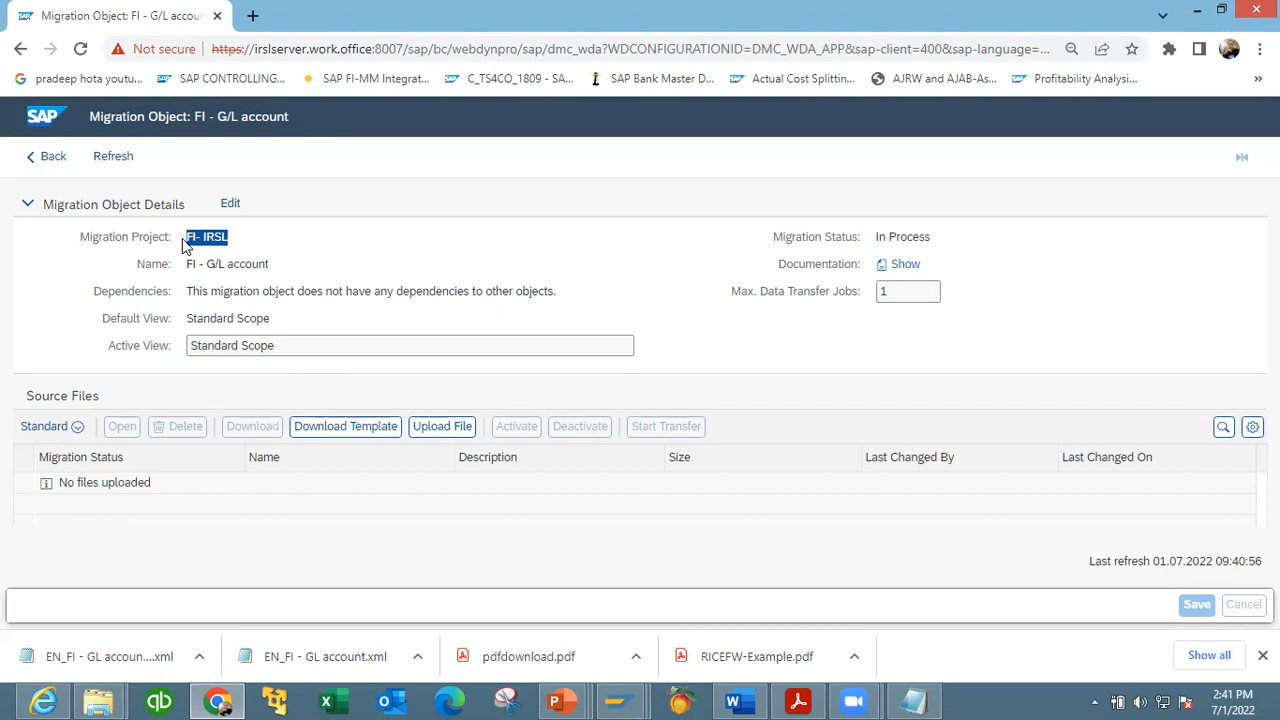 Migration Object: FI - G/L accou
Not secure https://irslserver.work.office:8007/sap/bc/webdynpro/sap/dmc_wda?WDCONFIGURATIONID=DMC_WDA_APP&sap-client=400&sap-language=...
pradeep hota youtu... SAP CONTROLLING... SAP FI-MM Integrat... C_TS4CO_1809 - SA... SAP Bank Master D... Actual Cost Splittin... AJRW and AJAB-As... Profitability Analysi... »
SAP Migration Object: FI - G/L account
Back Refresh
Migration Object Details Edit
Migration Project: FI- IRSL Migration Status: In Process
Name: FI - G/L account Documentation: Show
Dependencies: This migration object does not have any dependencies to other objects. Max. Data Transfer Jobs: 1
Default View: Standard Scope
Active View: Standard Scope
Source Files
Standard Open Delete Download Download Template Upload File Activate Deactivate Start Transfer
Migration Status Name Description Size Last Changed By Last Changed On
No files uploaded
Last refresh 01.07.2022 09:40:56
Save Cancel
EN_FI - GL accoun....xml EN_FI - GL account.xml pdfdownload.pdf RICEFW-Example.pdf Show all
2:41 PM
7/1/2022